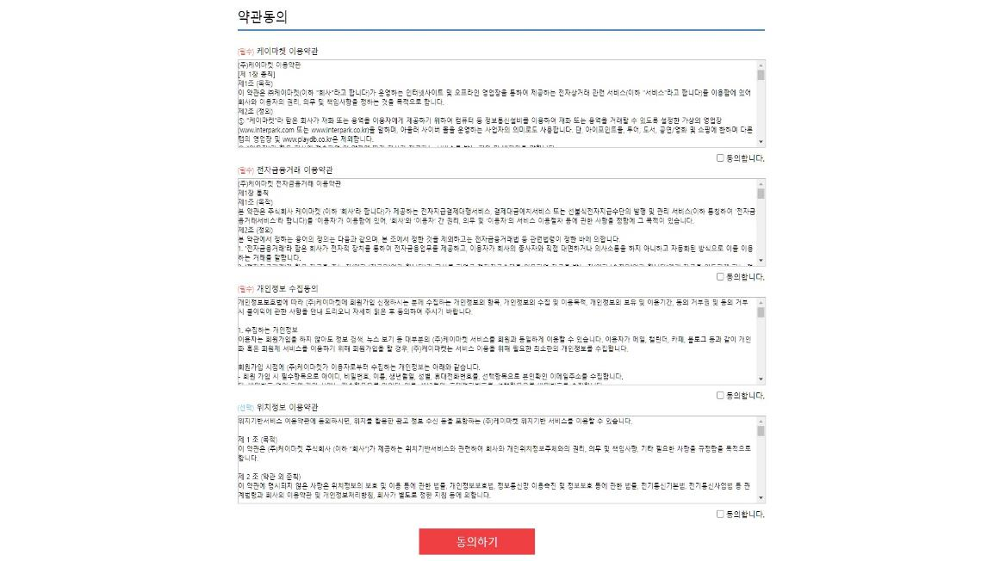 약관동의
(필수) 케이마켓 이용약관
(주)케이마켓 이용약관
[제 1장 총칙]
제1조 (목적)
이 약관은 ㈜케이마켓(이하 "회사"라고 합니다)가 운영하는 인터넷사이트 및 오프라인 영업장을 통하여 제공하는 전자상거래 관련 서비스(이하 "서비스"라고 합니다)를 이용함에 있어
회사와 이용자의 권리, 의무 및 책임사항을 정하는 것을 목적으로 합니다.
제2조 (정의)
① "케이마켓"라 함은 회사가 재화 또는 용역을 이용자에게 제공하기 위하여 컴퓨터 등 정보통신설비를 이용하여 재화 또는 용역을 거래할 수 있도록 설정한 가상의 영업장
(www.interpark.com 또는 www.interpark.co.kr)을 말하며, 아울러 사이버 몰을 운영하는 사업자의 의미로도 사용합니다. 단, 아이포인트몰, 투어, 도서, 공연/영화 및 쇼핑에 한하며 다른
탭의 영업장 및 www.playdb.co.kr은 제외합니다.
동의합니다.
(필수) 전자금융거래 이용약관
(주)케이마켓 전자금융거래 이용약관
제1장 총칙
제1조 (목적)
본 약관은 주식회사 케이마켓 (이하 '회사'라 합니다)가 제공하는 전자지급결제대행서비스, 결제대금예치서비스 또는 선불식전자지급수단의 발행 및 관리 서비스(이하 통칭하여 '전자금
융거래서비스'라 합니다)를 '이용자'가 이용함에 있어, '회사'와 '이용자' 간 권리, 의무 및 '이용자'의 서비스 이용절차 등에 관한 사항을 정함에 그 목적이 있습니다.
제2조 (정의)
본 약관에서 정하는 용어의 정의는 다음과 같으며, 본 조에서 정한 것을 제외하고는 전자금융거래법 등 관련법령이 정한 바에 의합니다.
1. '전자금융거래'라 함은 회사가 전자적 장치를 통하여 전자금융업무를 제공하고, 이용자가 회사의 종사자와 직접 대면하거나 의사소통을 하지 아니하고 자동화된 방식으로 이를 이용
하는 거래를 말합니다.
동의합니다.
(필수) 개인정보 수집동의
개인정보보호법에 따라 (주)케이마켓에 회원가입 신청하시는 분께 수집하는 개인정보의 항목, 개인정보의 수집 및 이용목적, 개인정보의 보유 및 이용기간, 동의 거부권 및 동의 거부
시 불이익에 관한 사항을 안내 드리오니 자세히 읽은 후 동의하여 주시기 바랍니다.
1. 수집하는 개인정보
이용자는 회원가입을 하지 않아도 정보 검색, 뉴스 보기 등 대부분의 (주)케이마켓 서비스를 회원과 동일하게 이용할 수 있습니다. 이용자가 메일, 캘린더, 카페, 블로그 등과 같이 개인
화 혹은 회원제 서비스를 이용하기 위해 회원가입을 할 경우, (주)케이마켓는 서비스 이용을 위해 필요한 최소한의 개인정보를 수집합니다.
회원가입 시점에 (주)케이마켓가 이용자로부터 수집하는 개인정보는 아래와 같습니다.
- 회원 가입 시 필수항목으로 아이디, 비밀번호, 이름, 생년월일, 성별, 휴대전화번호를, 선택항목으로 본인확인 이메일주소를 수집합니다.
동의합니다.
(선택) 위치정보 이용약관
위치기반서비스 이용약관에 동의하시면, 위치를 활용한 광고 정보 수신 등을 포함하는 (주)케이마켓 위치기반 서비스를 이용할 수 있습니다.
제 1 조 (목적)
이 약관은 (주)케이마켓 주식회사 (이하 "회사")가 제공하는 위치기반서비스와 관련하여 회사와 개인위치정보주체와의 권리, 의무 및 책임사항, 기타 필요한 사항을 규정함을 목적으로
합니다.
제 2 조 (약관 외 준칙)
이 약관에 명시되지 않은 사항은 위치정보의 보호 및 이용 등에 관한 법률, 개인정보보호법, 정보통신망 이용촉진 및 정보보호 등에 관한 법률, 전기통신기본법, 전기통신사업법 등 관
계법령과 회사의 이용약관 및 개인정보처리방침, 회사가 별도로 정한 지침 등에 의합니다.
동의합니다.
동의하기